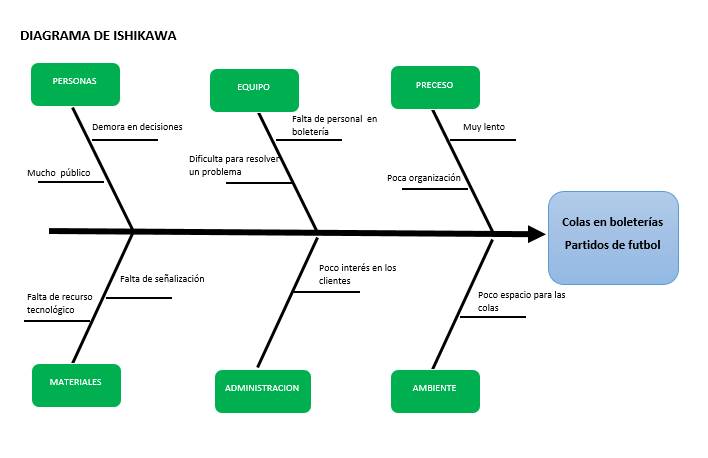 DIAGRAMA DE ISHIKAWA
PERSONAS
EQUIPO
PRECESO
Demora en decisiones
Mucho público
Falta de personal en
boletería
Dificulta para resolver
un problema
Muy lento
Poca organización
Colas en boleterías
Partidos de futbol
Falta de señalización
Falta de recurso
tecnológico
Poco interés en los
clientes
Poco espacio para las
colas
MATERIALES
ADMINISTRACION
AMBIENTE